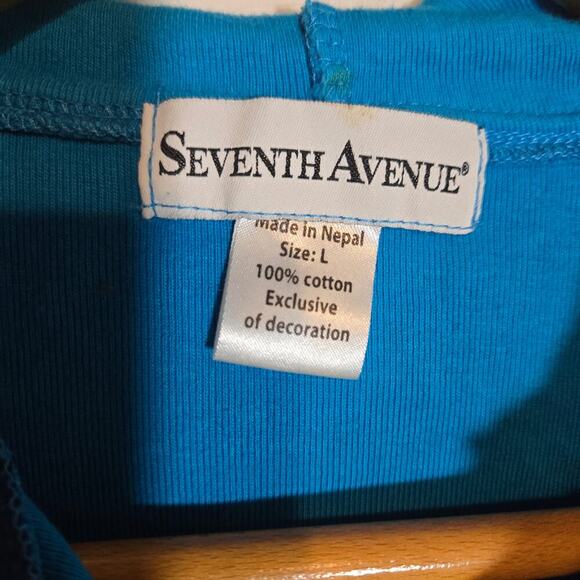 SEVENTH AVENUE®
Made in Nepal
Size: L
100% cotton
Exclusive
of decoration